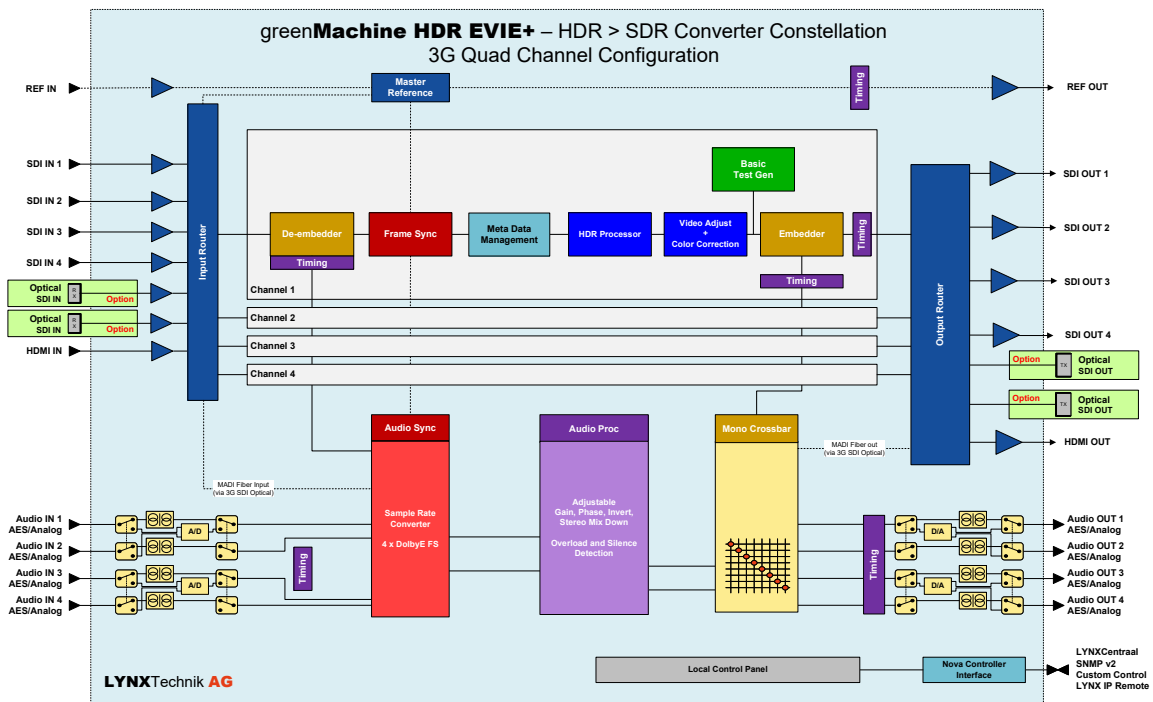 greenMachine HDR EVIE+ – HDR > SDR Converter Constellation
3G Quad Channel Configuration
REF IN
Master
Reference
Timing
REF OUT
SDI IN 1
SDI IN 2
SDI IN 3
SDI IN 4
Optical
SDI IN
RX
Option
Optical
SDI IN
RX
Option
HDMI IN
Input Router
Basic
Test Gen
De-embedder
Timing
Frame Sync
Meta Data
Management
HDR Processor
Video Adjust
+
Color Correction
Embedder
Timing
Timing
Channel 1
Channel 2
Channel 3
Channel 4
Output Router
SDI OUT 1
SDI OUT 2
SDI OUT 3
SDI OUT 4
Option
TX
Optical
SDI OUT
Option
TX
Optical
SDI OUT
HDMI OUT
MADI Fiber Input
(via 3G SDI Optical)
MADI Fiber out
(via 3G SDI Optical)
Audio Sync
Sample Rate
Converter
4 x DolbyE FS
Audio Proc
Adjustable
Gain, Phase, Invert,
Stereo Mix Down
Overload and Silence
Detection
Mono Crossbar
Audio IN 1
AES/Analog
Audio IN 2
AES/Analog
Audio IN 3
AES/Analog
Audio IN 4
AES/Analog
A/D
A/D
Timing
Timing
D/A
D/A
Audio OUT 1
AES/Analog
Audio OUT 2
AES/Analog
Audio OUT 3
AES/Analog
Audio OUT 4
AES/Analog
Local Control Panel
Nova Controller
Interface
LYNXCentraal
SNMP v2
Custom Control
LYNX IP Remote
LYNXTechnik AG